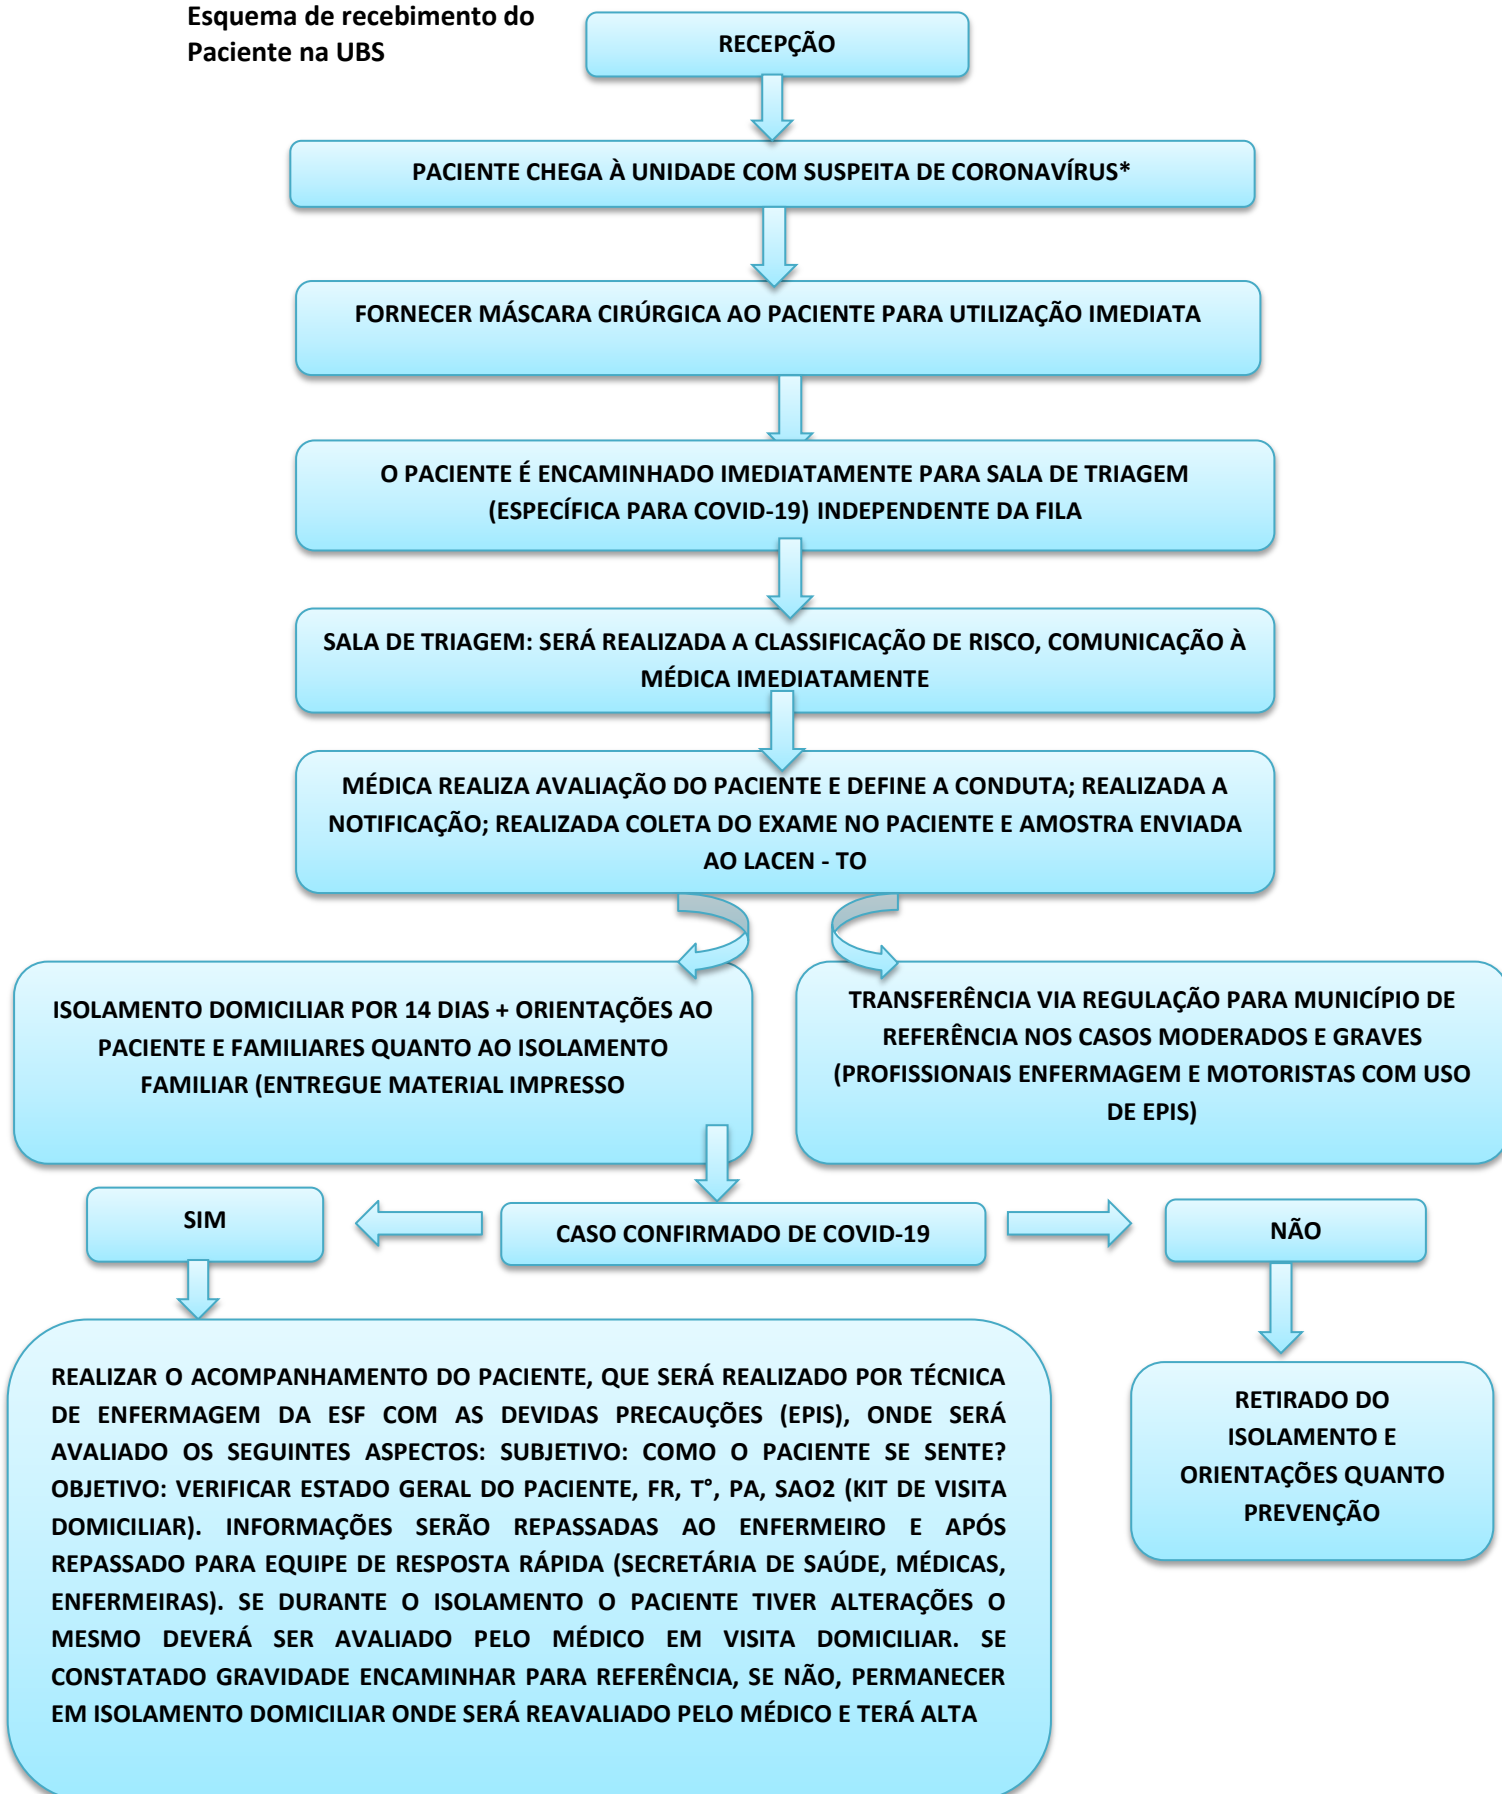 Esquema de recebimento do
Paciente na UBS
RECEPÇÃO
PACIENTE CHEGA À UNIDADE COM SUSPEITA DE CORONAVÍRUS*
FORNECER MÁSCARA CIRÚRGICA AO PACIENTE PARA UTILIZAÇÃO IMEDIATA
O PACIENTE É ENCAMINHADO IMEDIATAMENTE PARA SALA DE TRIAGEM
(ESPECÍFICA PARA COVID-19) INDEPENDENTE DA FILA
SALA DE TRIAGEM: SERÁ REALIZADA A CLASSIFICAÇÃO DE RISCO, COMUNICAÇÃO À
MÉDICA IMEDIATAMENTE
MÉDICA REALIZA AVALIAÇÃO DO PACIENTE E DEFINE A CONDUTA; REALIZADA A
NOTIFICAÇÃO; REALIZADA COLETA DO EXAME NO PACIENTE E AMOSTRA ENVIADA
AO LACEN - TO
ISOLAMENTO DOMICILIAR POR 14 DIAS + ORIENTAÇÕES AO
PACIENTE E FAMILIARES QUANTO AO ISOLAMENTO
FAMILIAR (ENTREGUE MATERIAL IMPRESSO
TRANSFERÊNCIA VIA REGULAÇÃO PARA MUNICÍPIO DE
REFERÊNCIA NOS CASOS MODERADOS E GRAVES
(PROFISSIONAIS ENFERMAGEM E MOTORISTAS COM USO
DE EPIS)
SIM
CASO CONFIRMADO DE COVID-19
NÃO
REALIZAR O ACOMPANHAMENTO DO PACIENTE, QUE SERÁ REALIZADO POR TÉCNICA
DE ENFERMAGEM DA ESF COM AS DEVIDAS PRECAUÇÕES (EPIS), ONDE SERÁ
AVALIADO OS SEGUINTES ASPECTOS: SUBJETIVO: COMO O PACIENTE SE SENTE?
OBJETIVO: VERIFICAR ESTADO GERAL DO PACIENTE, FR, T°, PA, SAO2 (KIT DE VISITA
DOMICILIAR). INFORMAÇÕES SERÃO REPASSADAS AO ENFERMEIRO E APÓS
REPASSADO PARA EQUIPE DE RESPOSTA RÁPIDA (SECRETÁRIA DE SAÚDE, MÉDICAS,
ENFERMEIRAS). SE DURANTE O ISOLAMENTO O PACIENTE TIVER ALTERAÇÕES O
MESMO DEVERÁ SER AVALIADO PELO MÉDICO EM VISITA DOMICILIAR. SE
CONSTATADO GRAVIDADE ENCAMINHAR PARA REFERÊNCIA, SE NÃO, PERMANECER
EM ISOLAMENTO DOMICILIAR ONDE SERÁ REAVALIADO PELO MÉDICO E TERÁ ALTA
RETIRADO DO
ISOLAMENTO E
ORIENTAÇÕES QUANTO
PREVENÇÃO